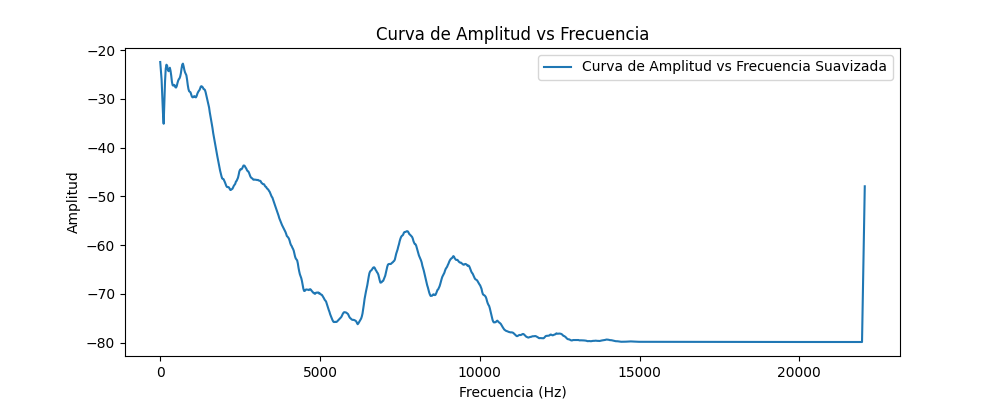 Curva de Amplitud vs Frecuencia
Curva de Amplitud vs Frecuencia Suavizada
Amplitud
−20
−30
−40
−50
−60
−70
−80
0 5000 10000 15000 20000
Frecuencia (Hz)